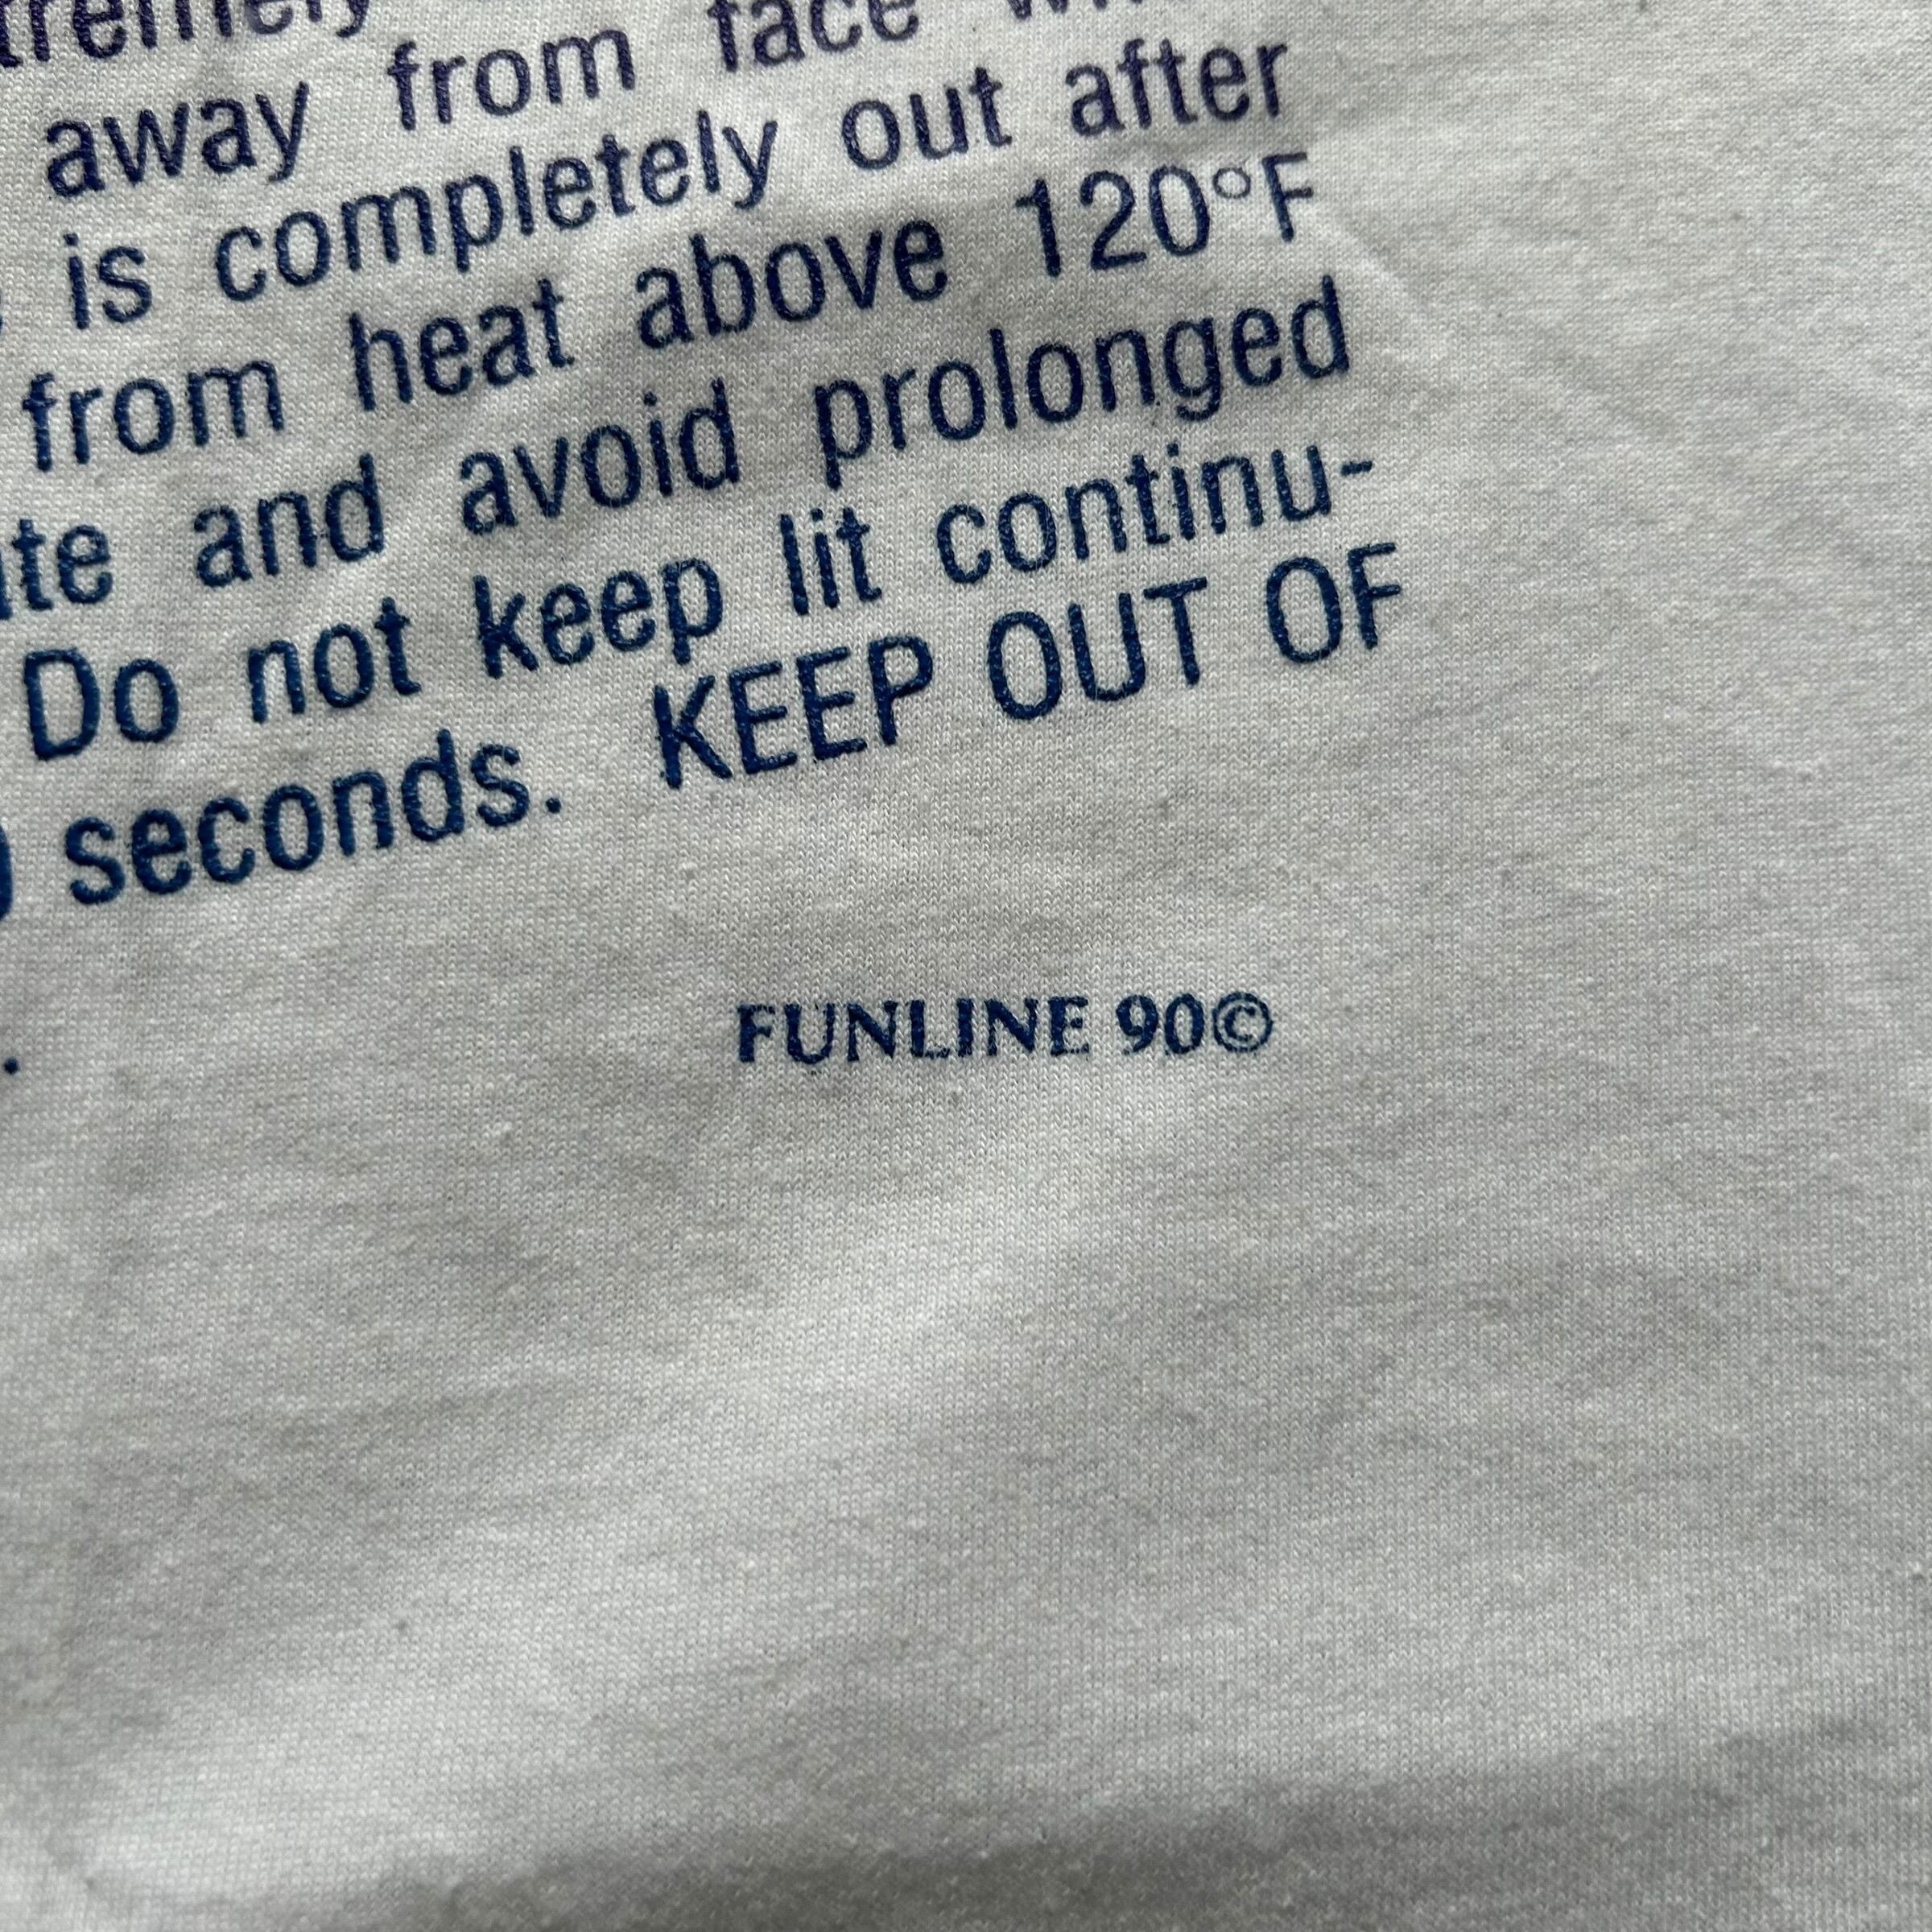 away from face
is completely out after
from heat above 120°F
and avoid prolonged
Do not keep lit continu-
seconds. KEEP OUT OF
FUNLINE 90©